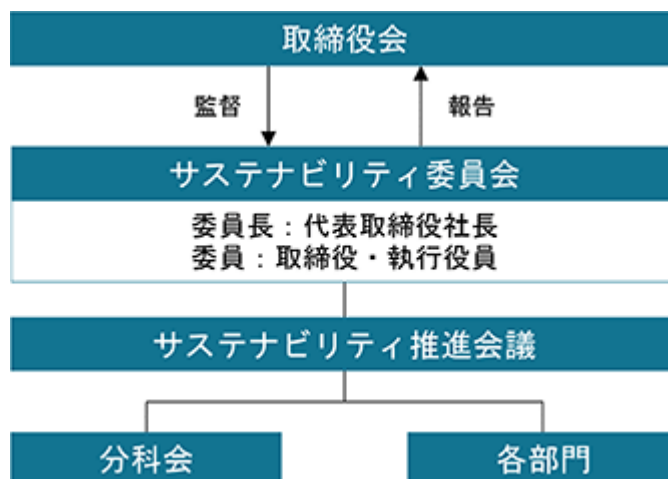 取締役会
監督
報告
サステナビリティ委員会
委員長：代表取締役社長
委員：取締役・執行役員
サステナビリティ推進会議
分科会
各部門